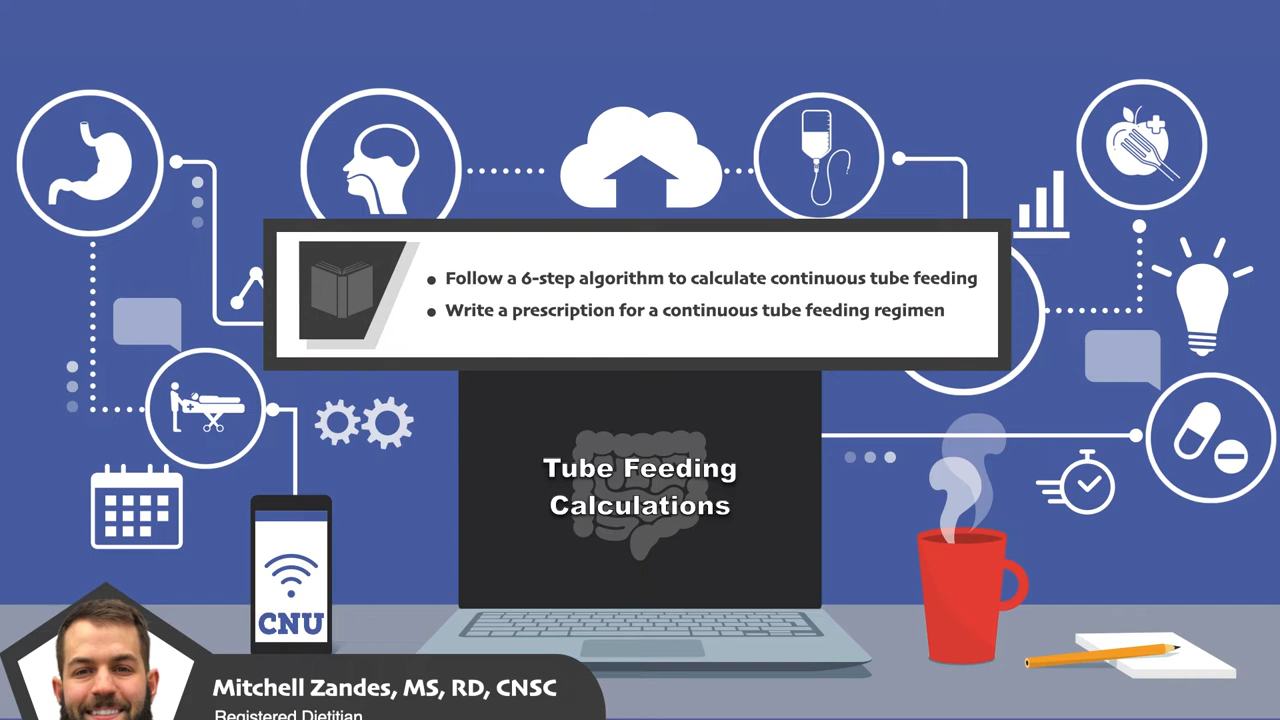 Follow a 6-step algorithm to calculate continuous tube feeding
Write a prescription for a continuous tube feeding regimen
Tube Feeding
Calculations
CNU
Mitchell Zandes, MS, RD, CNSC
Registered Dietitian